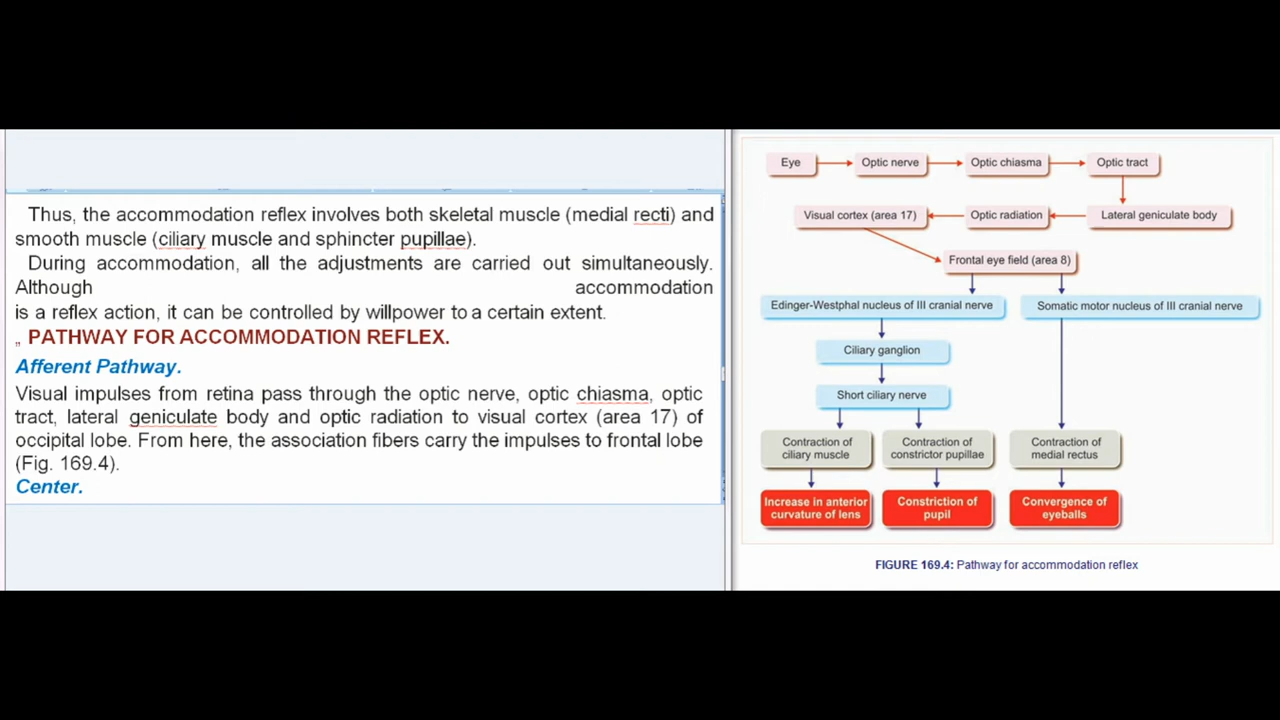 Thus, the accommodation reflex involves both skeletal muscle (medial recti) and
smooth muscle (ciliary muscle and sphincter pupillae).
During accommodation, all the adjustments are carried out simultaneously.
Although accommodation
is a reflex action, it can be controlled by willpower to a certain extent.
„ PATHWAY FOR ACCOMMODATION REFLEX.
Afferent Pathway.
Visual impulses from retina pass through the optic nerve, optic chiasma, optic
tract, lateral geniculate body and optic radiation to visual cortex (area 17) of
occipital lobe. From here, the association fibers carry the impulses to frontal lobe
(Fig. 169.4).
Center.
Eye
Optic nerve
Optic chiasma
Optic tract
Visual cortex (area 17)
Optic radiation
Lateral geniculate body
Frontal eye field (area 8)
Edinger-Westphal nucleus of III cranial nerve
Somatic motor nucleus of III cranial nerve
Ciliary ganglion
Short ciliary nerve
Contraction of
ciliary muscle
Contraction of
constrictor pupillae
Contraction of
medial rectus
Increase in anterior
curvature of lens
Constriction of
pupil
Convergence of
eyeballs
FIGURE 169.4: Pathway for accommodation reflex